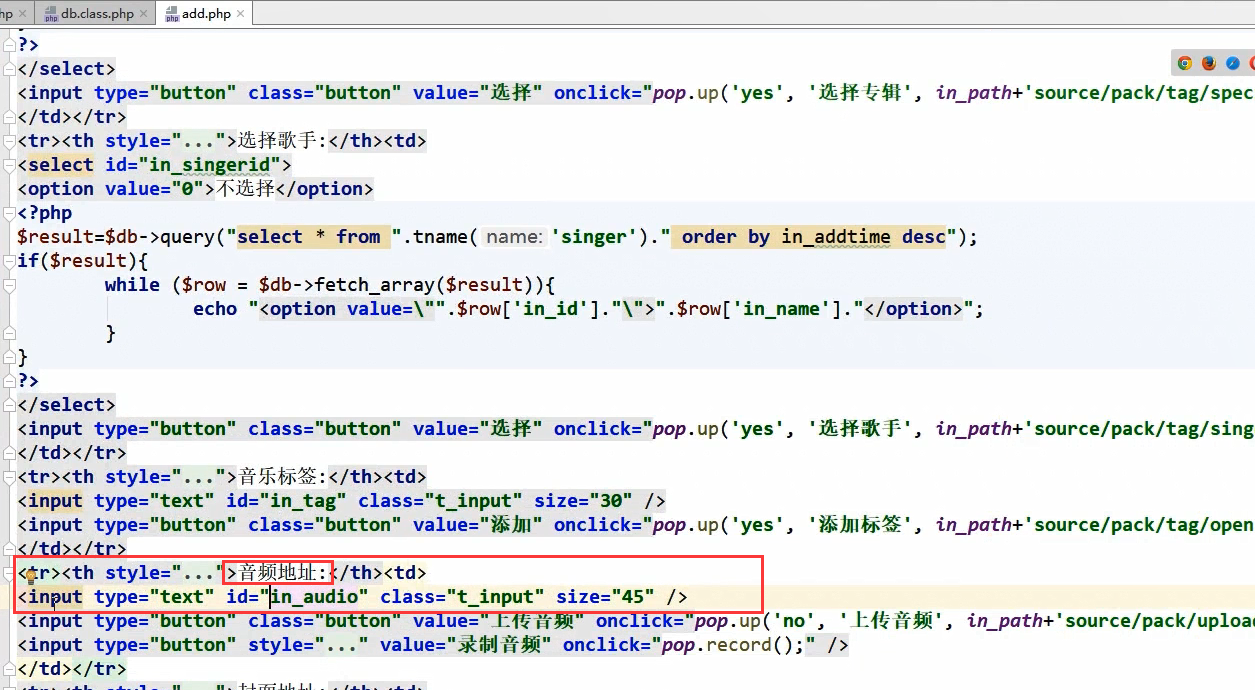 hp db.class.php add.php
?>
</select>
<input type="button" class="button" value="选择" onclick="pop.up('yes', '选择专辑', in_path+'source/pack/tag/spec
</td></tr>
<tr><th style="...">选择歌手:</th><td>
<select id="in_singerid">
<option value="0">不选择</option>
<?php
$result=$db->query("select * from ".tname( name: 'singer')." order by in_addtime desc");
if($result){
while ($row = $db->fetch_array($result)){
echo "<option value=\"".$row['in_id']."\">".$row['in_name']."</option>";
}
}
?>
</select>
<input type="button" class="button" value="选择" onclick="pop.up('yes', '选择歌手', in_path+'source/pack/tag/sing
</td></tr>
<tr><th style="...">音乐标签:</th><td>
<input type="text" id="in_tag" class="t_input" size="30" />
<input type="button" class="button" value="添加" onclick="pop.up('yes', '添加标签', in_path+'source/pack/tag/open
</td></tr>
<tr><th style="...">音频地址:</th><td>
<input type="text" id="in_audio" class="t_input" size="45" />
<input type="button" class="button" value="上传音频" onclick="pop.up('no', '上传音频', in_path+'source/pack/uploa
<input type="button" style="..." value="录制音频" onclick="pop.record();" />
</td></tr>
<tr><th style="...">封面地址:</th><td>